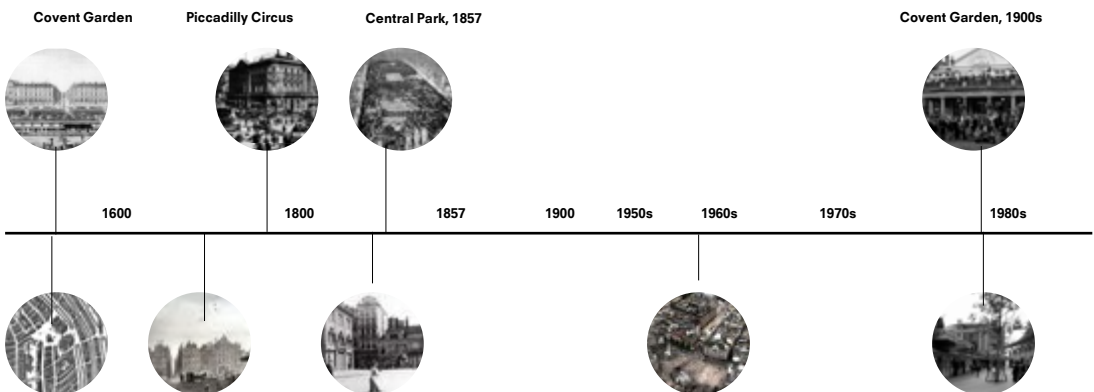 Covent Garden
Piccadilly Circus
Central Park, 1857
Covent Garden, 1900s
1600
1800
1857
1900
1950s
1960s
1970s
1980s